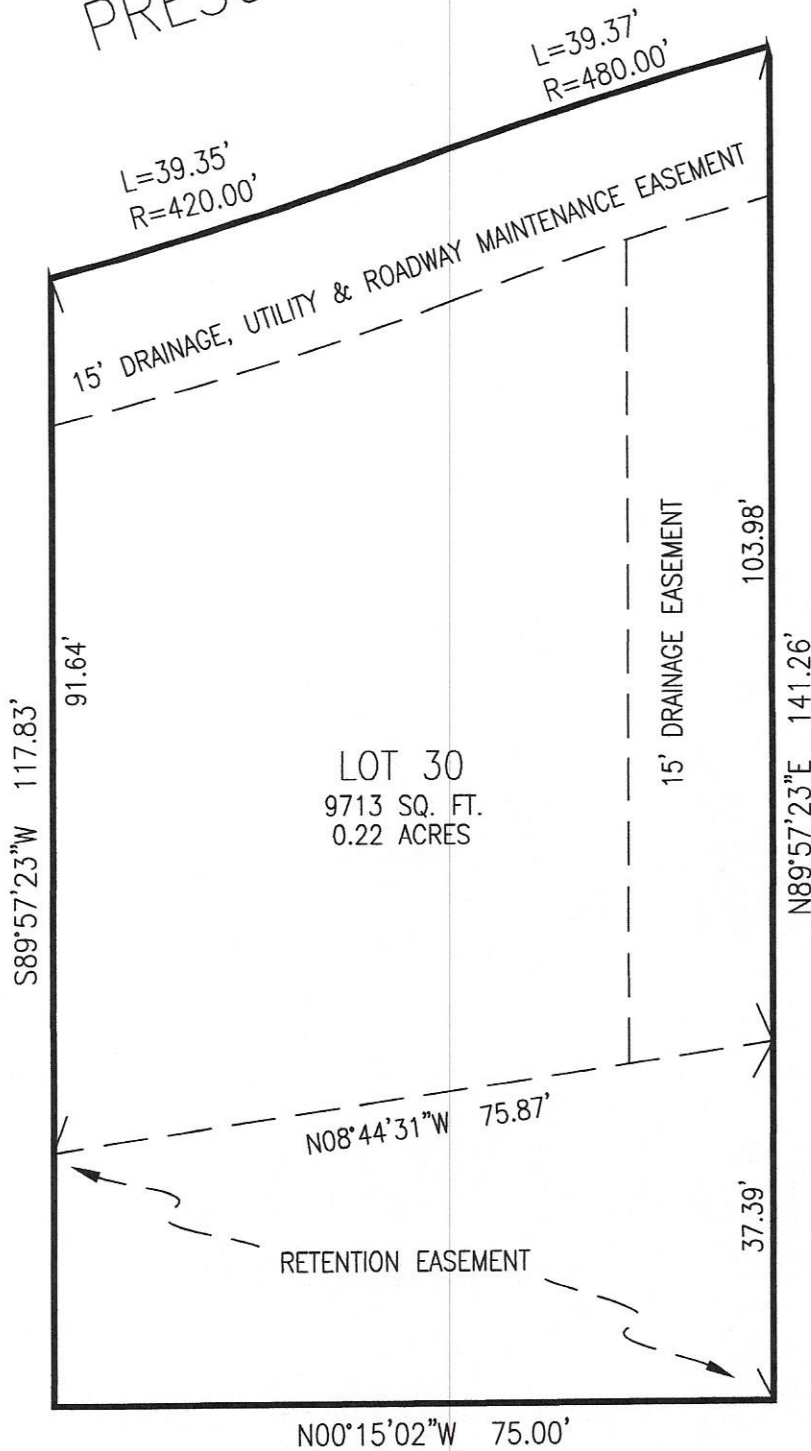 L=39.37'
R=480.00'
L=39.35'
R=420.00'
15' DRAINAGE, UTILITY & ROADWAY MAINTENANCE EASEMENT
15' DRAINAGE EASEMENT
103.98'
N89°57'23"E 141.26'
91.64'
S89°57'23"W 117.83'
LOT 30
9713 SQ. FT.
0.22 ACRES
N08°44'31"W 75.87'
37.39'
RETENTION EASEMENT
N00°15'02"W 75.00'